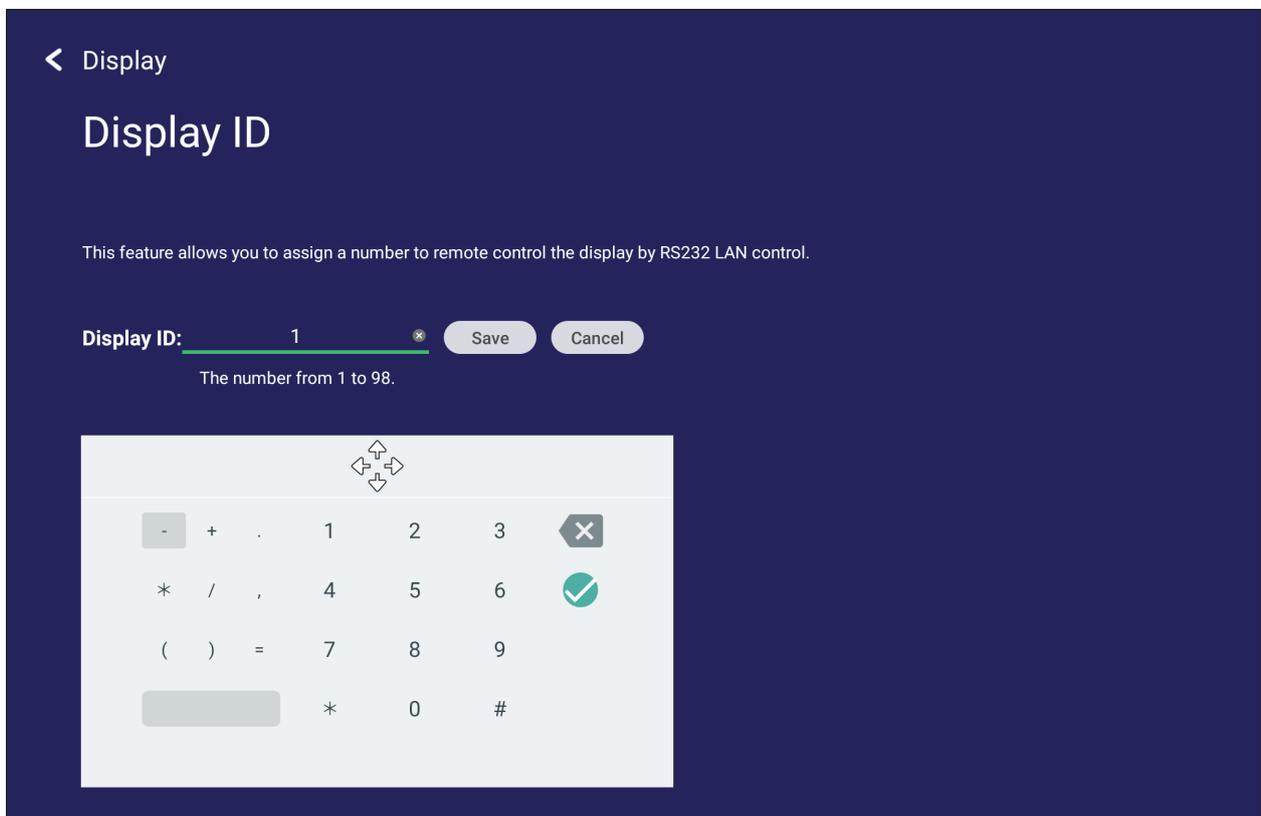 Display
Display ID
This feature allows you to assign a number to remote control the display by RS232 LAN control.
Display ID: 1 Save Cancel
The number from 1 to 98.
- + . 1 2 3
* / , 4 5 6
( ) = 7 8 9
* 0 #